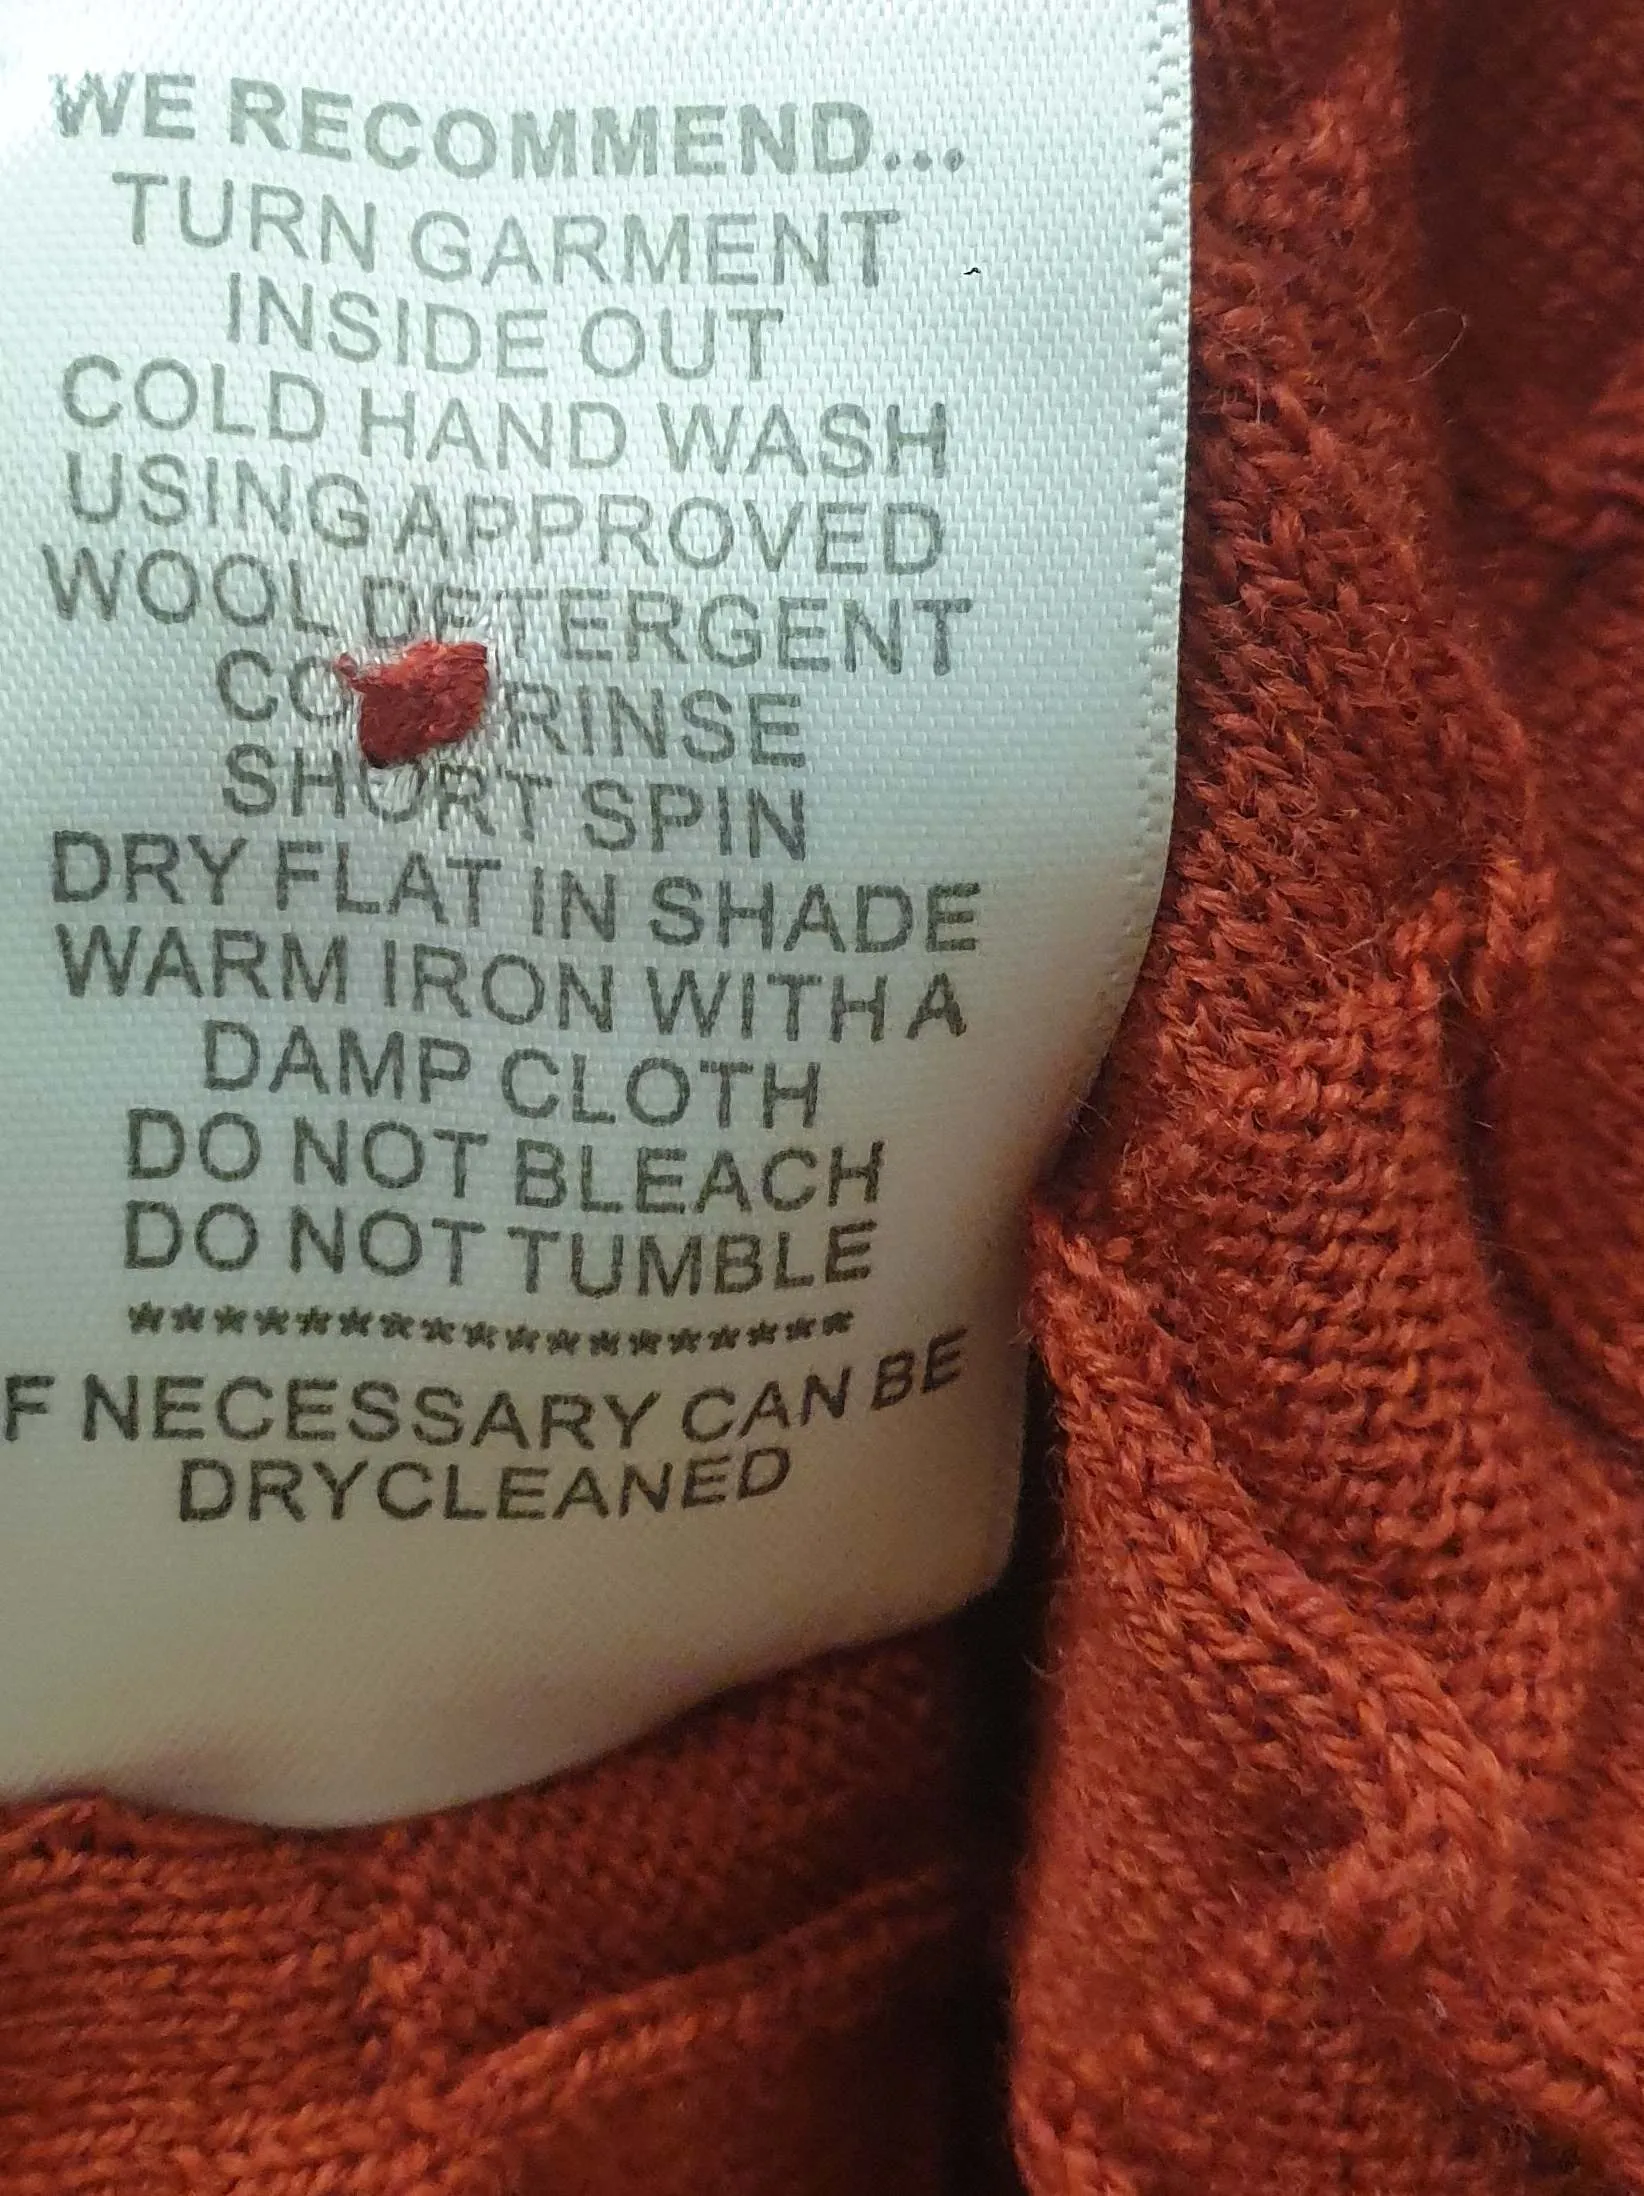 WE RECOMMEND...
TURN GARMENT
INSIDE OUT
COLD HAND WASH
USING APPROVED
WOOL DETERGENT
RINSE
SHORT SPIN
DRY FLAT IN SHADE
WARM IRON WITH A
DAMP CLOTH
DO NOT BLEACH
DO NOT TUMBLE
*****************
F NECESSARY CAN BE
DRYCLEANED